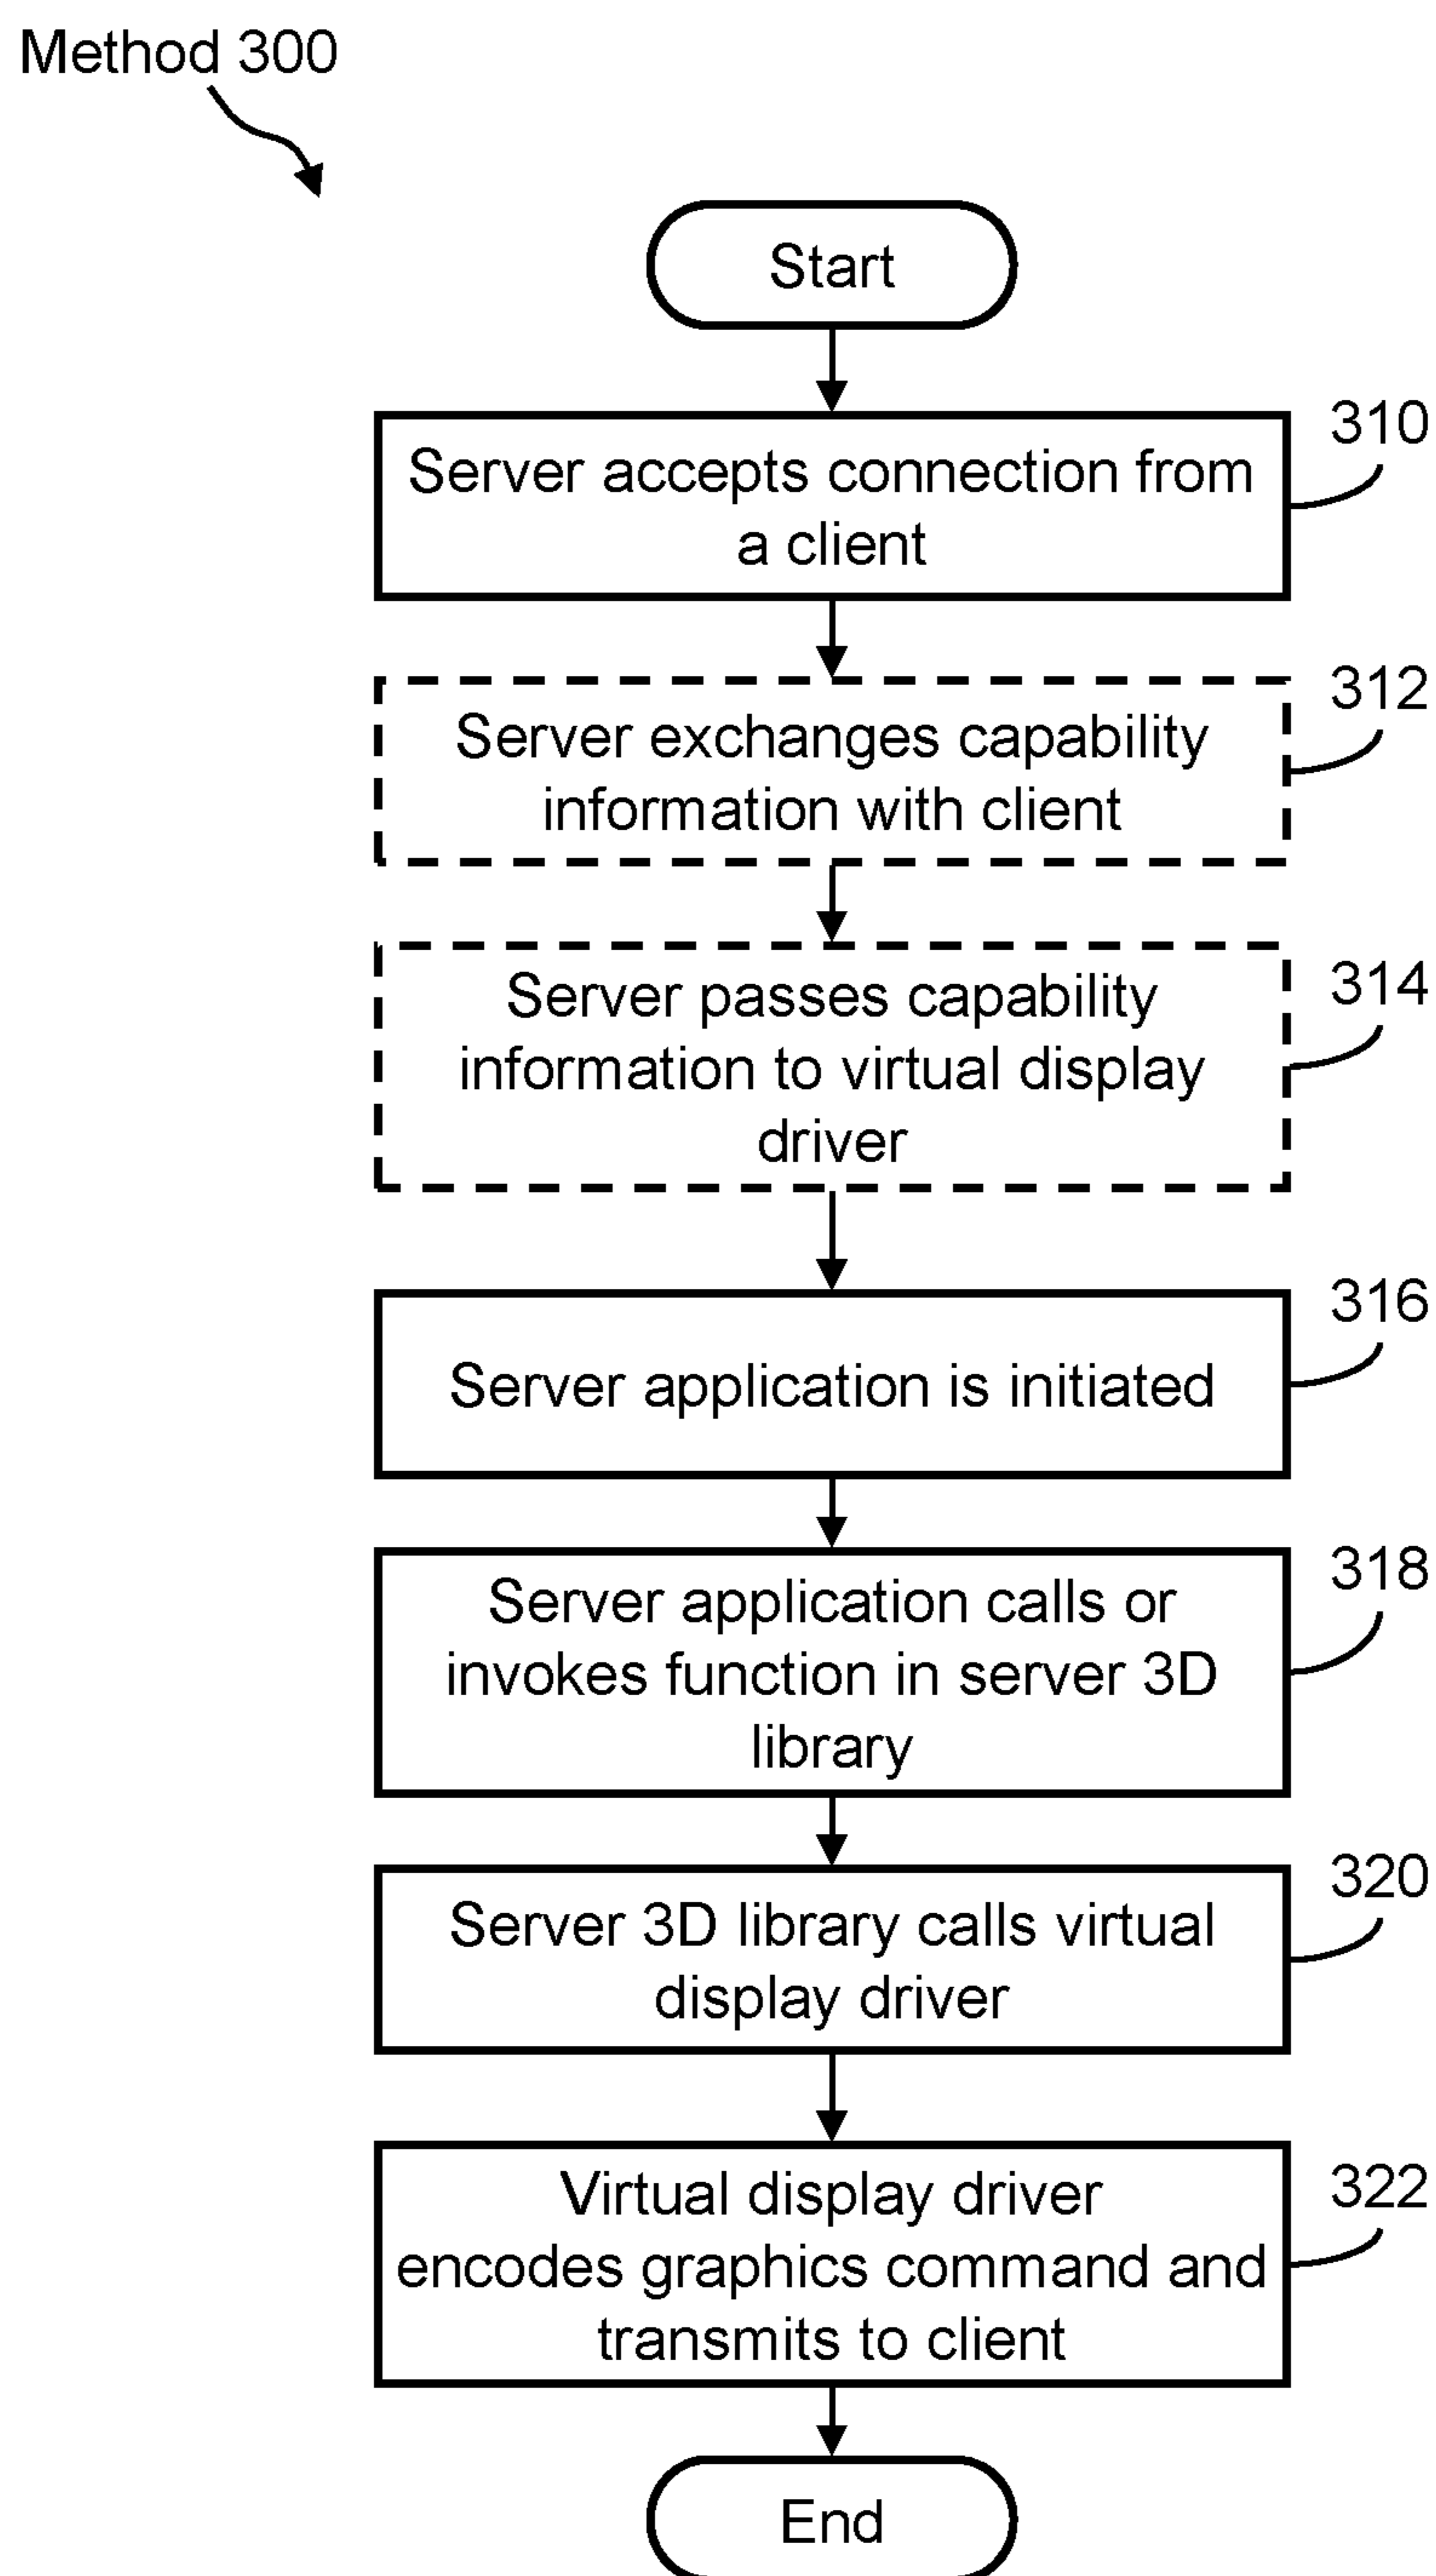 Method 300
Start
310
Server accepts connection from
a client
312
Server exchanges capability
information with client
314
Server passes capability
information to virtual display
driver
316
Server application is initiated
318
Server application calls or
invokes function in server 3D
library
320
Server 3D library calls virtual
display driver
322
Virtual display driver
encodes graphics command and
transmits to client
End